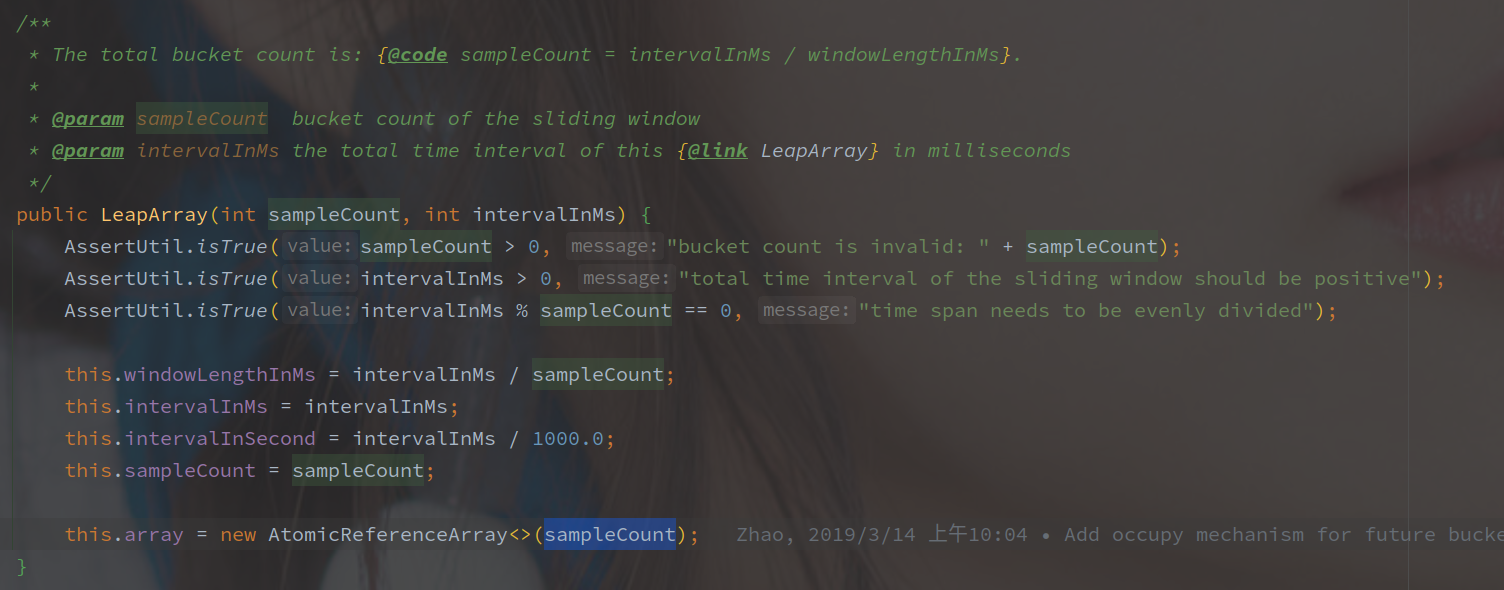 /**
 * The total bucket count is: {@code sampleCount = intervalInMs / windowLengthInMs}.
 *
 * @param sampleCount  bucket count of the sliding window
 * @param intervalInMs the total time interval of this {@link LeapArray} in milliseconds
 */
public LeapArray(int sampleCount, int intervalInMs) {
    AssertUtil.isTrue( value: sampleCount > 0, message: "bucket count is invalid: " + sampleCount);
    AssertUtil.isTrue( value: intervalInMs > 0, message: "total time interval of the sliding window should be positive");
    AssertUtil.isTrue( value: intervalInMs % sampleCount == 0, message: "time span needs to be evenly divided");
    this.windowLengthInMs = intervalInMs / sampleCount;
    this.intervalInMs = intervalInMs;
    this.intervalInSecond = intervalInMs / 1000.0;
    this.sampleCount = sampleCount;
    this.array = new AtomicReferenceArray<>(sampleCount); Zhao, 2019/3/14 上午10:04 • Add occupy mechanism for future bucke
}